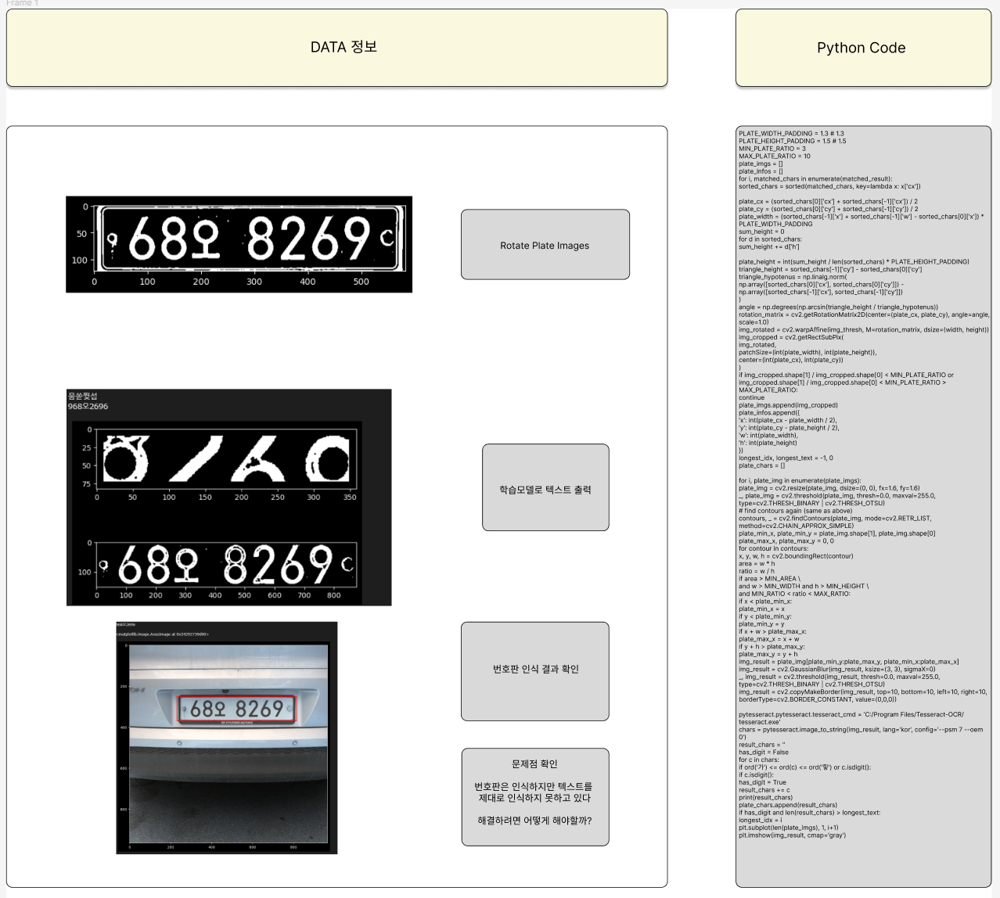 Frame 1
DATA 정보
Python Code
68오 8269
0
50
100
0
100
200
300
400
500
Rotate Plate Images
뭉쏟찢섭
968오2696
0
25
50
75
0
50
100
150
200
250
300
350
0
100
68오 8269
0
100
200
300
400
500
600
700
800
학습모델로 텍스트 출력
968오2696
<matplotlib.image.AxesImage at 0x24292739d90>
0
200
400
600
800
68오 8269
0
200
400
600
800
번호판 인식 결과 확인
문제점 확인
번호판은 인식하지만 텍스트를
제대로 인식하지 못하고 있다
해결하려면 어떻게 해야할까?
PLATE_WIDTH_PADDING = 1.3 # 1.3
PLATE_HEIGHT_PADDING = 1.5 # 1.5
MIN_PLATE_RATIO = 3
MAX_PLATE_RATIO = 10
plate_imgs = []
plate_infos = []
for i, matched_chars in enumerate(matched_result):
sorted_chars = sorted(matched_chars, key=lambda x: x['cx'])
plate_cx = (sorted_chars[0]['cx'] + sorted_chars[-1]['cx']) / 2
plate_cy = (sorted_chars[0]['cy'] + sorted_chars[-1]['cy']) / 2
plate_width = (sorted_chars[-1]['x'] + sorted_chars[-1]['w'] - sorted_chars[0]['x']) *
PLATE_WIDTH_PADDING
sum_height = 0
for d in sorted_chars:
sum_height += d['h']
plate_height = int(sum_height / len(sorted_chars) * PLATE_HEIGHT_PADDING)
triangle_height = sorted_chars[-1]['cy'] - sorted_chars[0]['cy']
triangle_hypotenus = np.linalg.norm(
np.array([sorted_chars[0]['cx'], sorted_chars[0]['cy']]) -
np.array([sorted_chars[-1]['cx'], sorted_chars[-1]['cy']])
)
angle = np.degrees(np.arcsin(triangle_height / triangle_hypotenus))
rotation_matrix = cv2.getRotationMatrix2D(center=(plate_cx, plate_cy), angle=angle,
scale=1.0)
img_rotated = cv2.warpAffine(img_thresh, M=rotation_matrix, dsize=(width, height))
img_cropped = cv2.getRectSubPix(
img_rotated,
patchSize=(int(plate_width), int(plate_height)),
center=(int(plate_cx), int(plate_cy))
)
if img_cropped.shape[1] / img_cropped.shape[0] < MIN_PLATE_RATIO or
img_cropped.shape[1] / img_cropped.shape[0] < MIN_PLATE_RATIO >
MAX_PLATE_RATIO:
continue
plate_imgs.append(img_cropped)
plate_infos.append({
'x': int(plate_cx - plate_width / 2),
'y': int(plate_cy - plate_height / 2),
'w': int(plate_width),
'h': int(plate_height)
})
longest_idx, longest_text = -1, 0
plate_chars = []
for i, plate_img in enumerate(plate_imgs):
plate_img = cv2.resize(plate_img, dsize=(0, 0), fx=1.6, fy=1.6)
_, plate_img = cv2.threshold(plate_img, thresh=0.0, maxval=255.0,
type=cv2.THRESH_BINARY | cv2.THRESH_OTSU)
# find contours again (same as above)
contours, _ = cv2.findContours(plate_img, mode=cv2.RETR_LIST,
method=cv2.CHAIN_APPROX_SIMPLE)
plate_min_x, plate_min_y = plate_img.shape[1], plate_img.shape[0]
plate_max_x, plate_max_y = 0, 0
for contour in contours:
x, y, w, h = cv2.boundingRect(contour)
area = w * h
ratio = w / h
if area > MIN_AREA \
and w > MIN_WIDTH and h > MIN_HEIGHT \
and MIN_RATIO < ratio < MAX_RATIO:
if x < plate_min_x:
plate_min_x = x
if y < plate_min_y:
plate_min_y = y
if x + w > plate_max_x:
plate_max_x = x + w
if y + h > plate_max_y:
plate_max_y = y + h
img_result = plate_img[plate_min_y:plate_max_y, plate_min_x:plate_max_x]
img_result = cv2.GaussianBlur(img_result, ksize=(3, 3), sigmaX=0)
_, img_result = cv2.threshold(img_result, thresh=0.0, maxval=255.0,
type=cv2.THRESH_BINARY | cv2.THRESH_OTSU)
img_result = cv2.copyMakeBorder(img_result, top=10, bottom=10, left=10, right=10,
borderType=cv2.BORDER_CONSTANT, value=(0,0,0))
pytesseract.pytesseract.tesseract_cmd = 'C:/Program Files/Tesseract-OCR/
tesseract.exe'
chars = pytesseract.image_to_string(img_result, lang='kor', config='--psm 7 --oem
0')
result_chars = ''
has_digit = False
for c in chars:
if ord('가') <= ord(c) <= ord('힣') or c.isdigit():
if c.isdigit():
has_digit = True
result_chars += c
print(result_chars)
plate_chars.append(result_chars)
if has_digit and len(result_chars) > longest_text:
longest_idx = i
plt.subplot(len(plate_imgs), 1, i+1)
plt.imshow(img_result, cmap='gray')